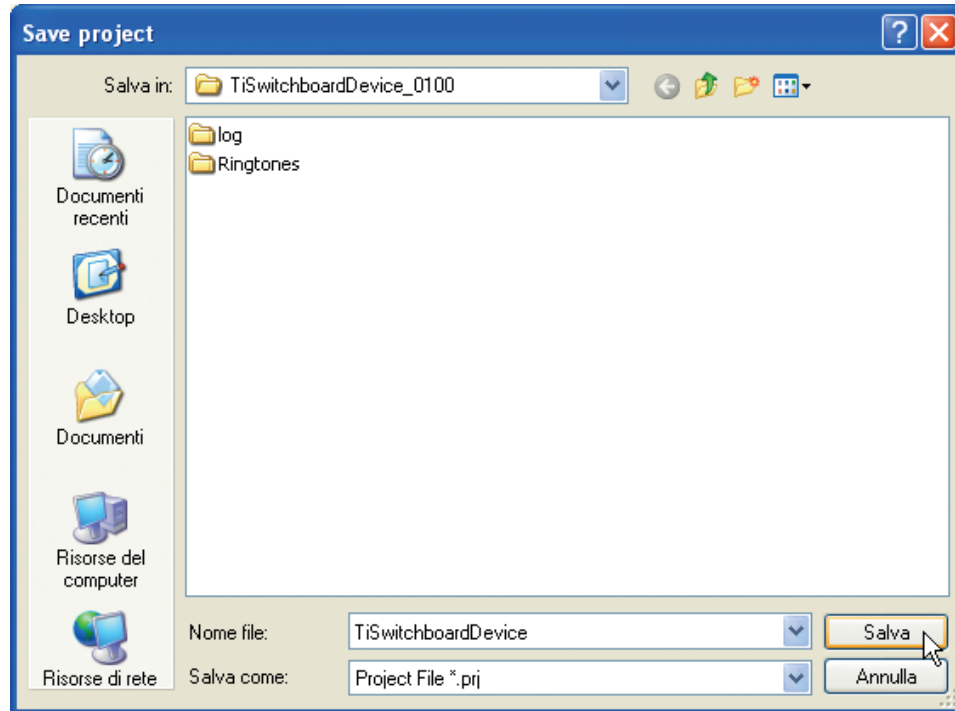 Save project
Salva in: TiSwitchboardDevice_0100
log
Ringtones
Documenti
recenti
Desktop
Documenti
Risorse del
computer
Risorse di rete
Nome file: TiSwitchboardDevice Salva
Salva come: Project File *.prj Annulla